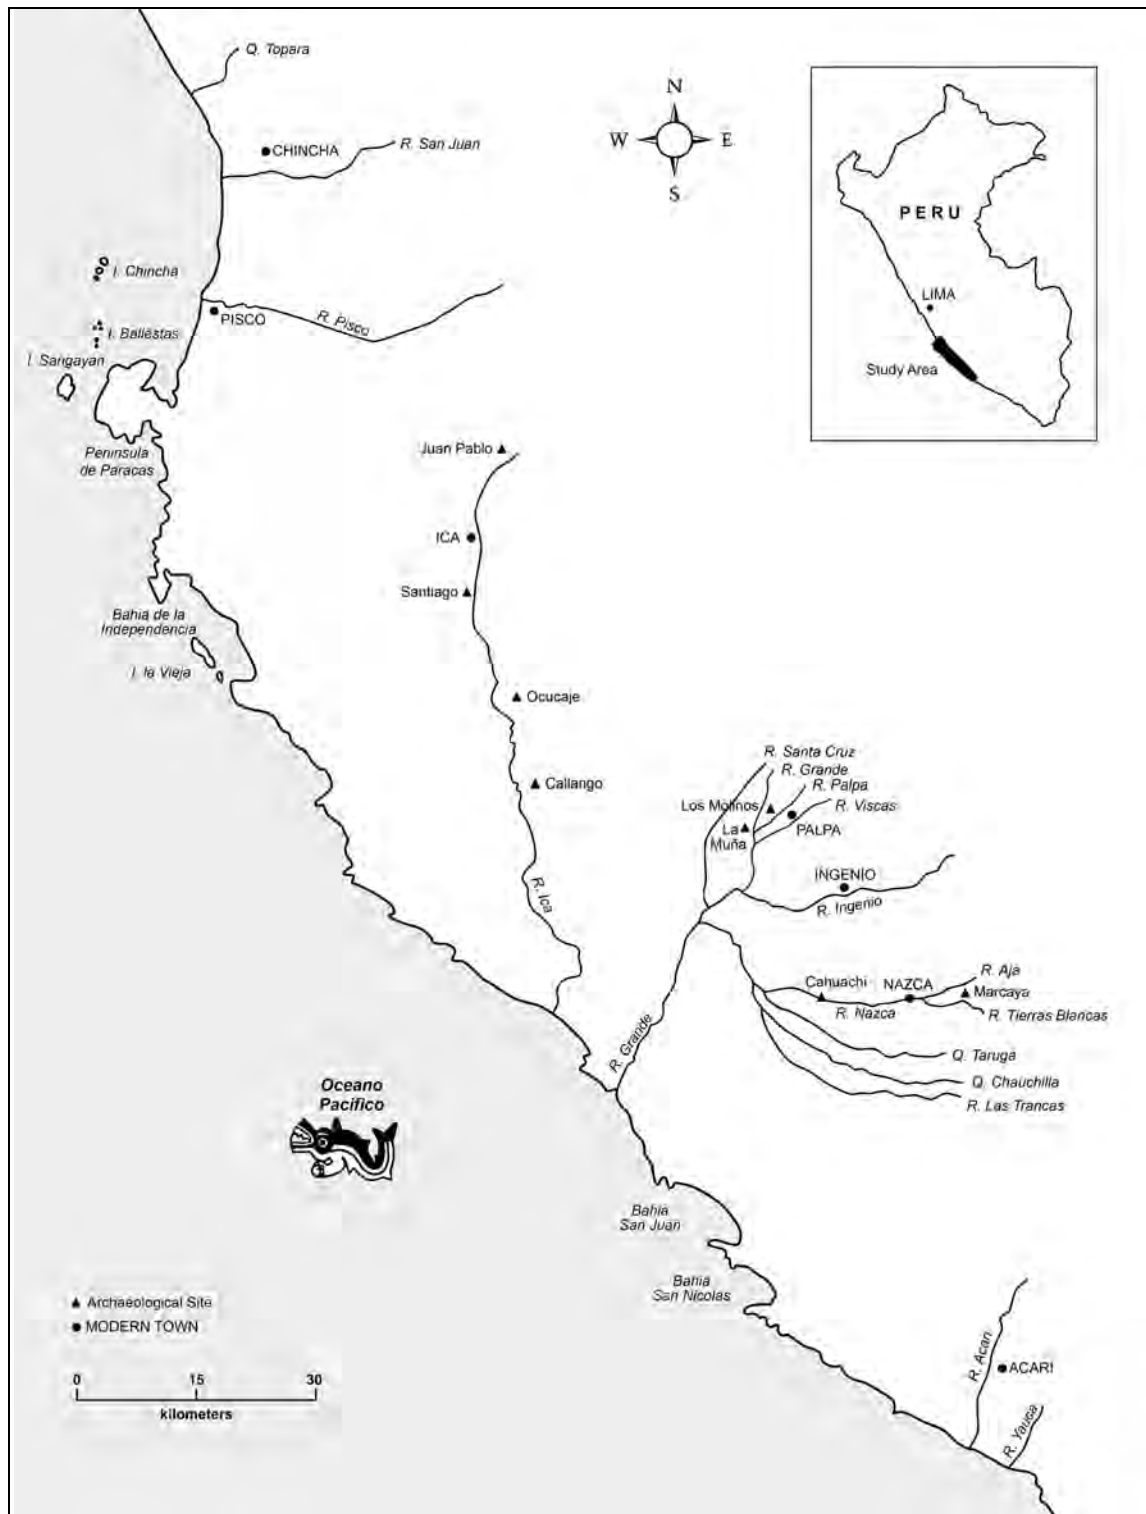 Q. Topara
CHINCHA
R. San Juan
N
W
E
S
PERU
LIMA
Study Area
I. Chincha
I. Ballestas
I. Sangayan
PISCO
R. Pisco
Peninsula
de Paracas
Juan Pablo
ICA
Santiago
Bahia de la
Independencia
I. la Vieja
Ocucaje
Callango
R. Ica
R. Santa Cruz
R. Grande
R. Palpa
R. Viscas
Los Molinos
La
Muña
PALPA
INGENIO
R. Ingenio
Cahuachi
NAZCA
R. Aja
Marcaya
R. Nazca
R. Tierras Blancas
R. Grande
Q. Taruga
Q. Chauchilla
R. Las Trancas
Oceano
Pacifico
Bahia
San Juan
Bahia
San Nicolas
Archaeological Site
MODERN TOWN
0 15 30
kilometers
R. Acari
ACARI
R. Yauca